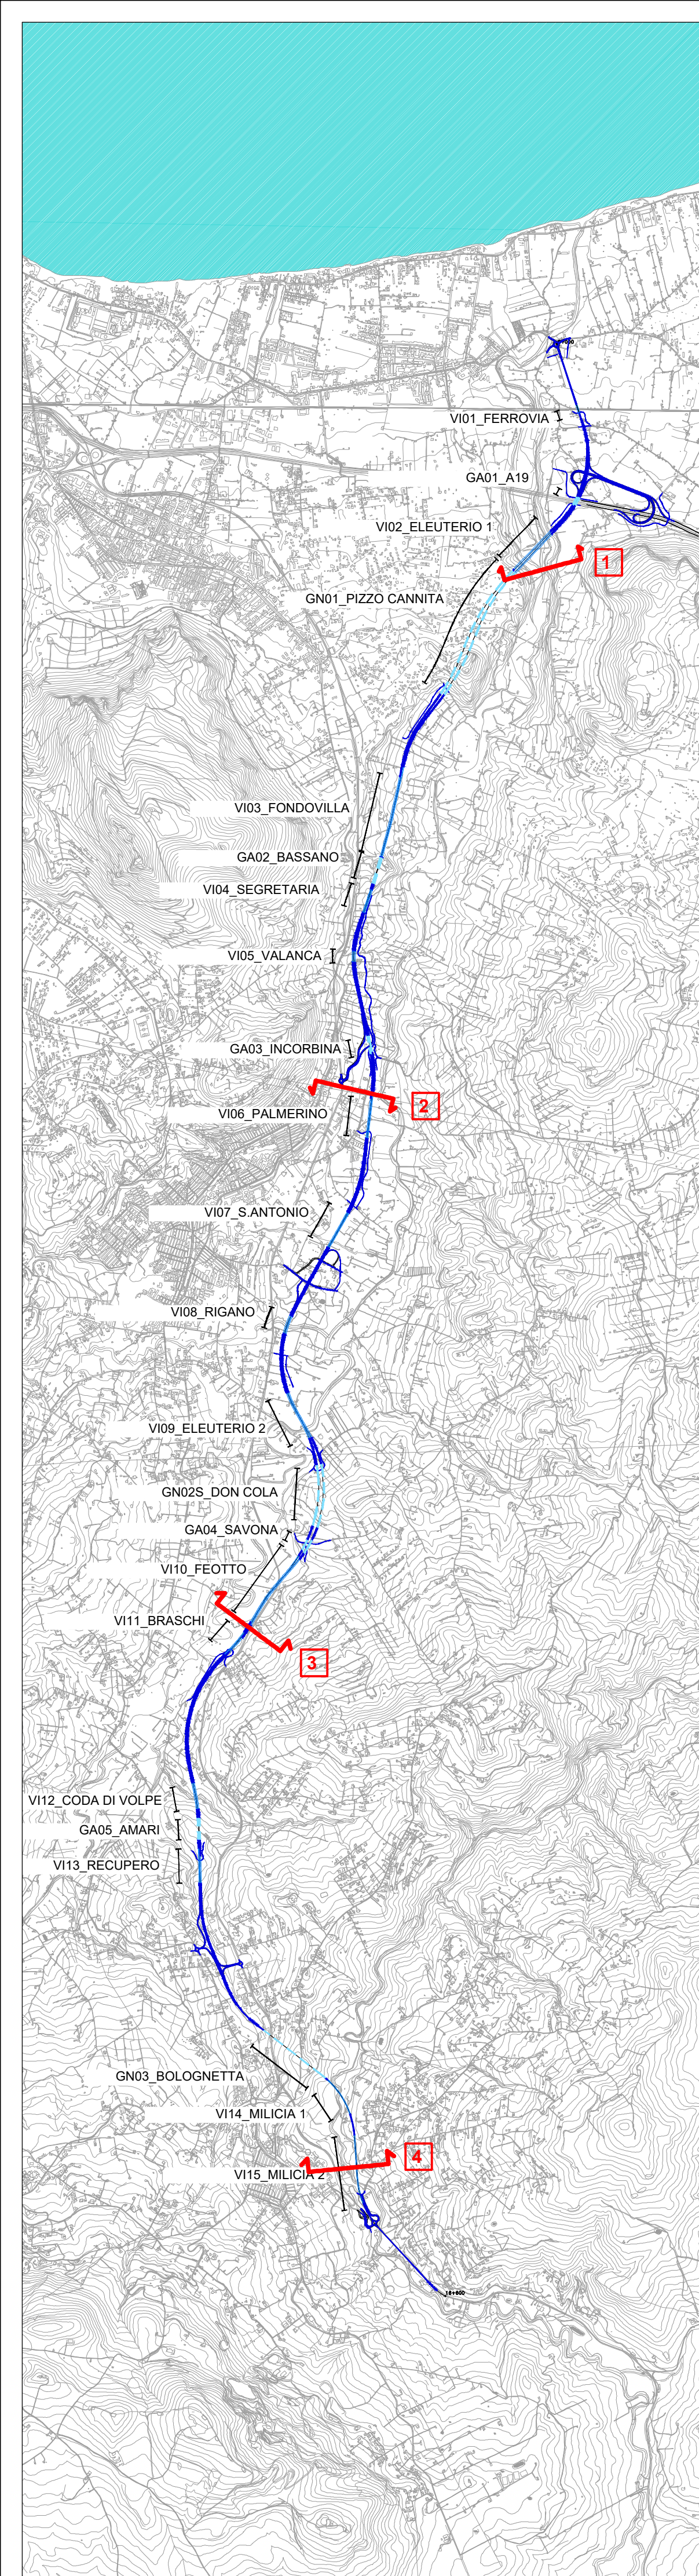 VI01_FERROVIA
GA01_A19
VI02_ELEUTERIO 1
1
GN01_PIZZO CANNITA
VI03_FONDOVILLA
GA02_BASSANO
VI04_SEGRETARIA
VI05_VALANCA
GA03_INCORBINA
2
VI06_PALMERINO
VI07_S.ANTONIO
VI08_RIGANO
VI09_ELEUTERIO 2
GN02S_DON COLA
GA04_SAVONA
VI10_FEOTTO
VI11_BRASCHI
3
VI12_CODA DI VOLPE
GA05_AMARI
VI13_RECUPERO
GN03_BOLOGNETTA
VI14_MILICIA 1
4
VI15_MILICIA 2